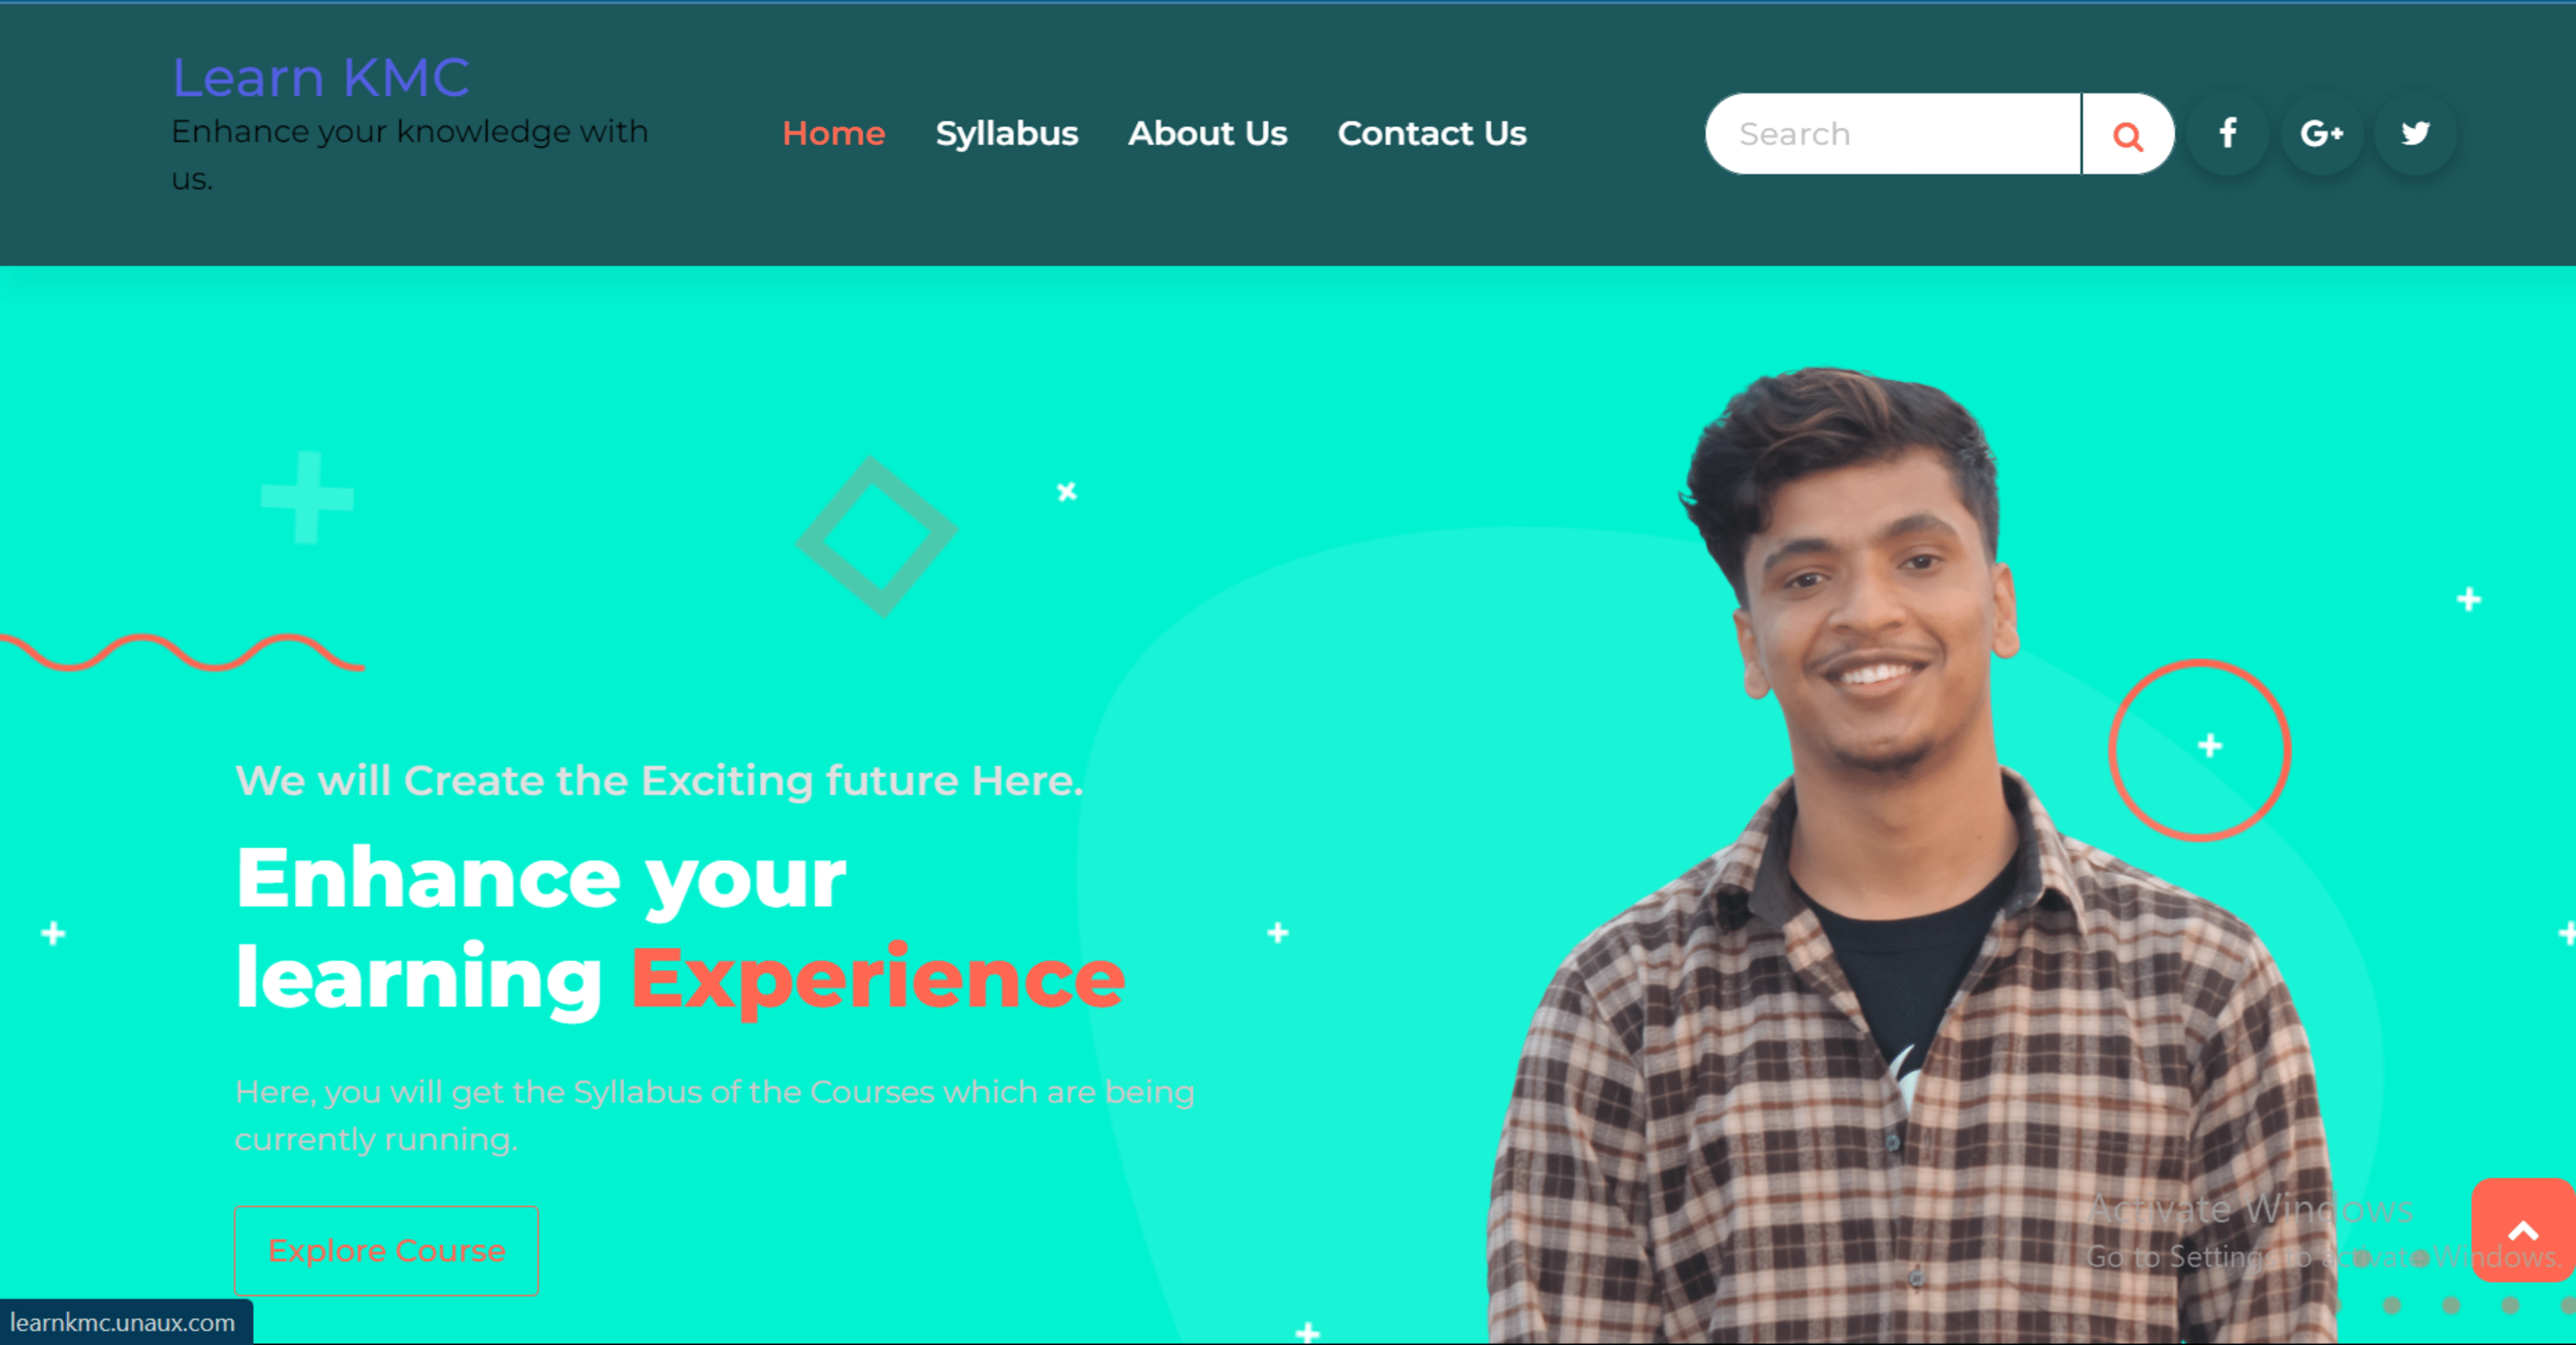 Learn KMC
Enhance your knowledge with
us.
Home Syllabus About Us Contact Us
Search
G+
We will Create the Exciting future Here.
Enhance your
learning Experience
Here, you will get the Syllabus of the Courses which are being
currently running.
Explore Course
Activate Windows
Go to Settings to activate Windows.
learnkmc.unaux.com